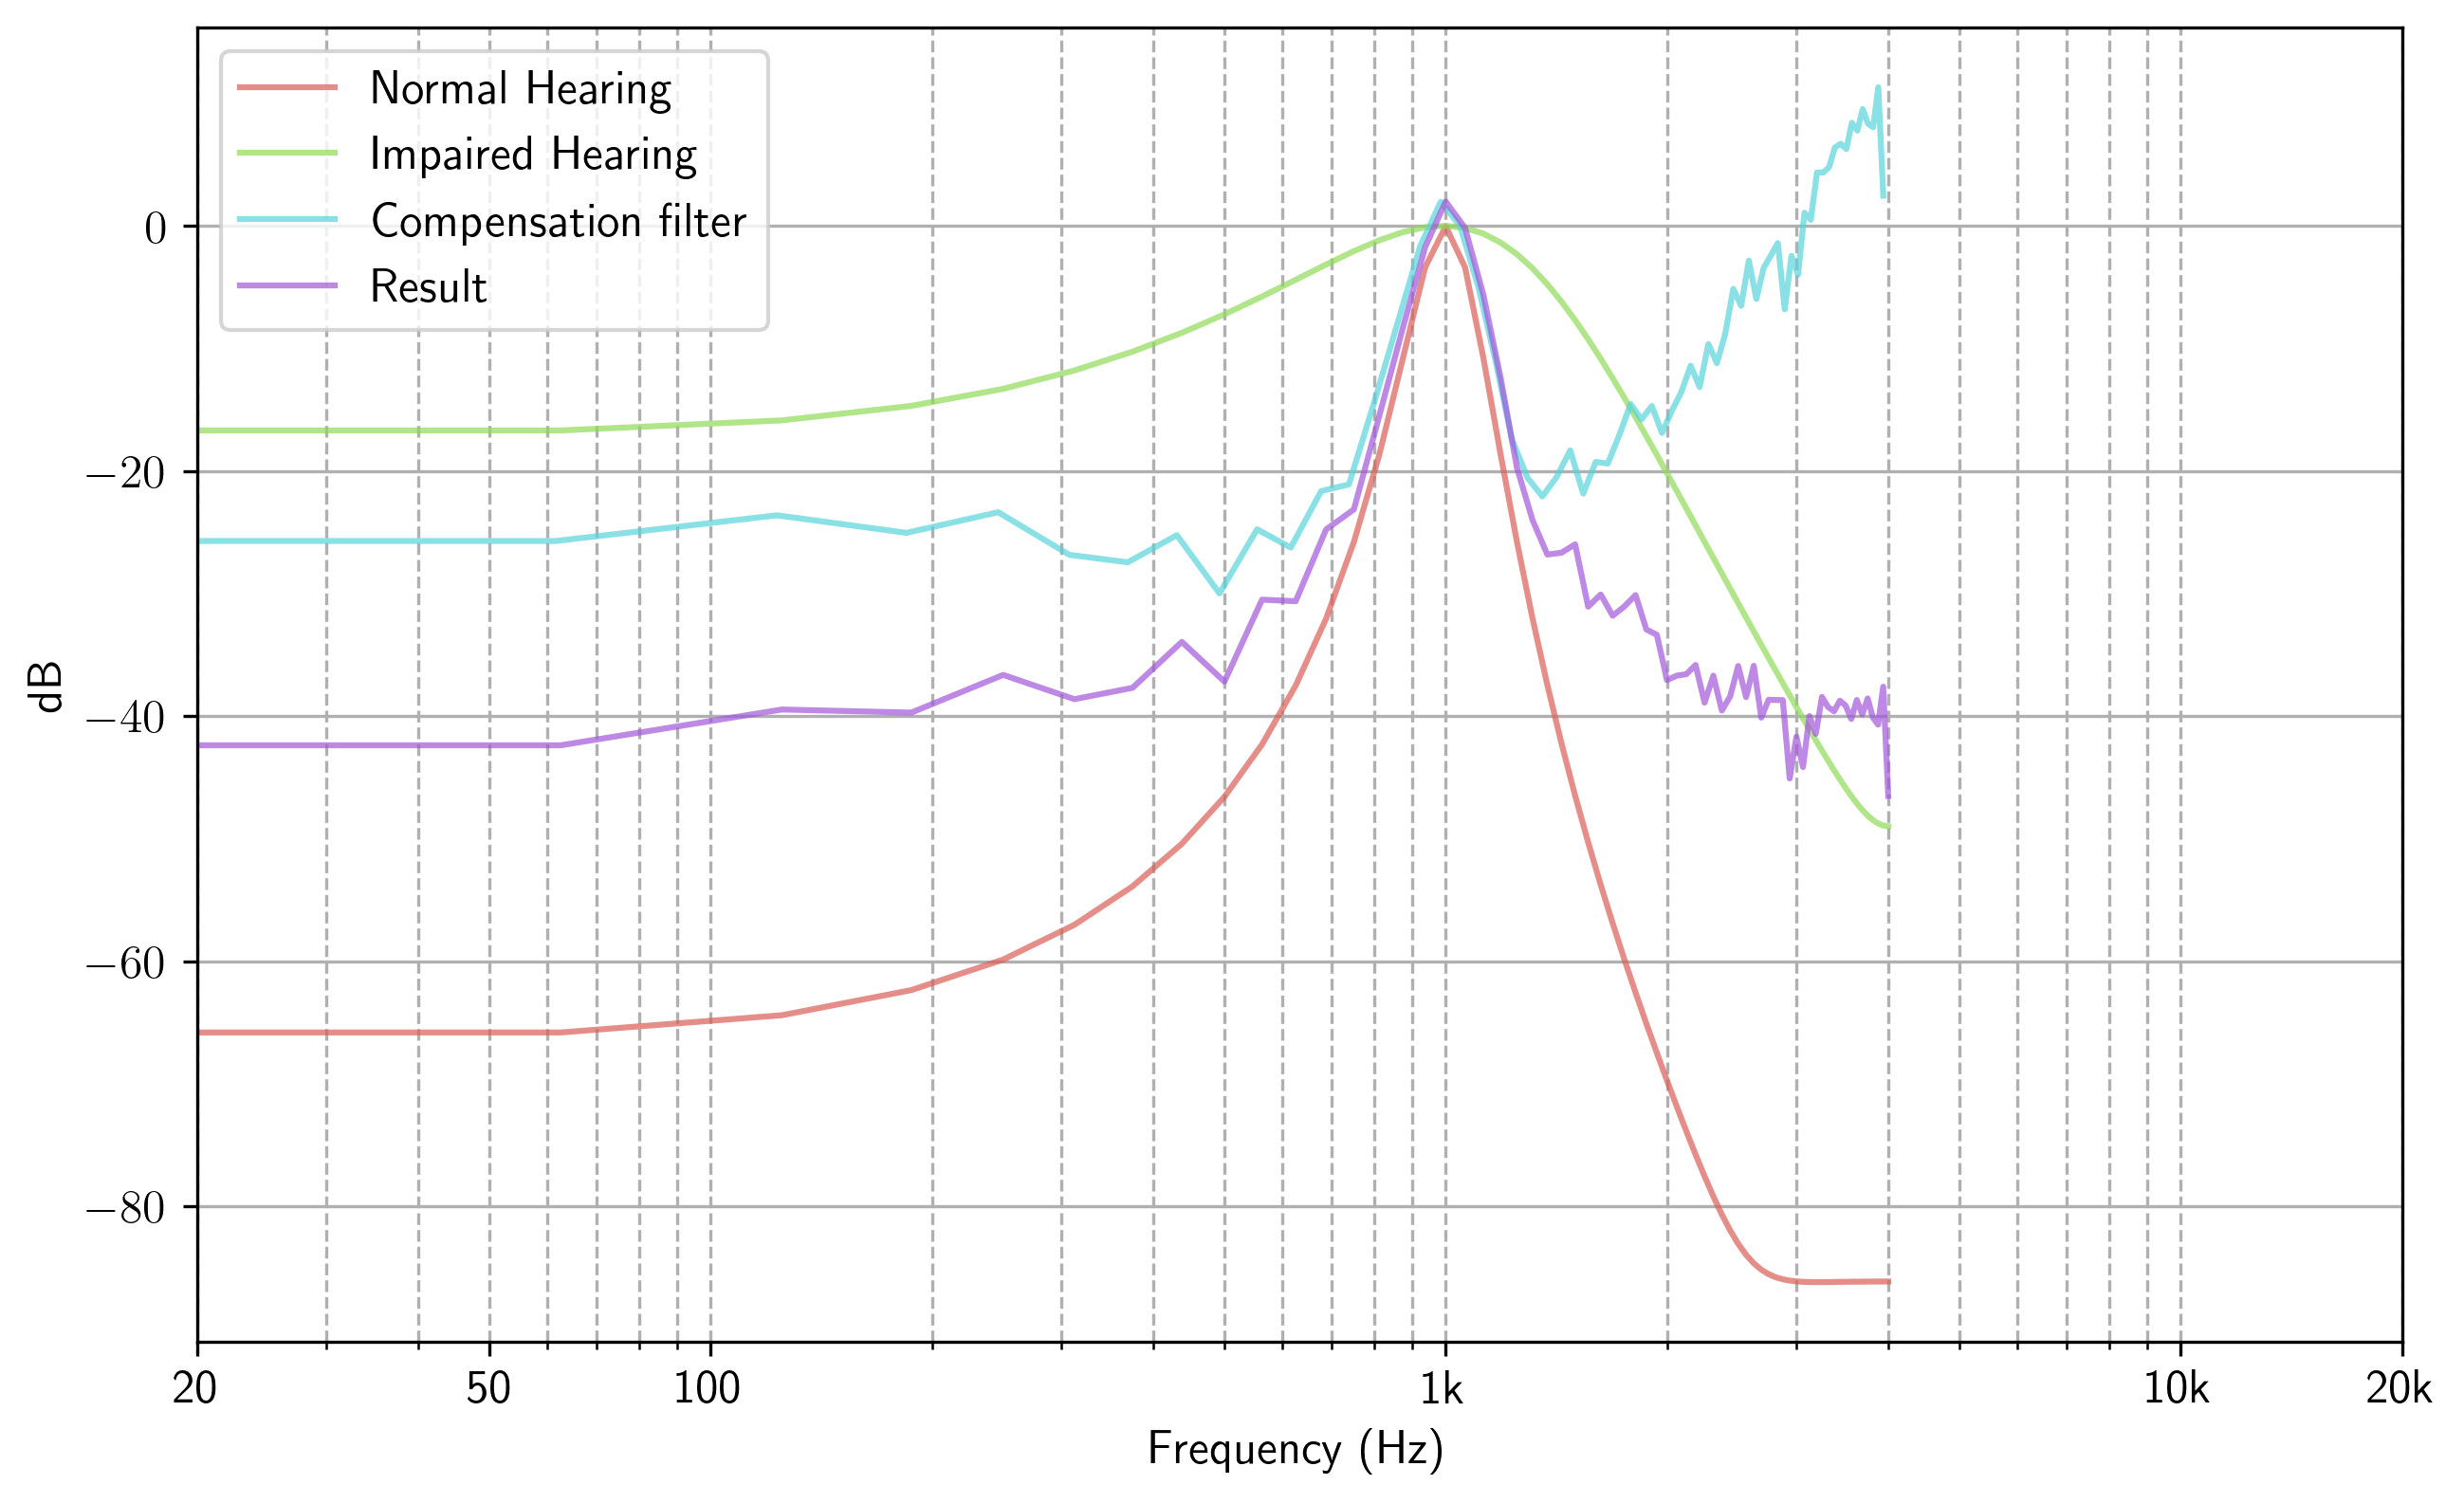 Normal Hearing
Impaired Hearing
Compensation filter
Result
0
−20
−40
−60
−80
dB
20 50 100 1k 10k 20k
Frequency (Hz)